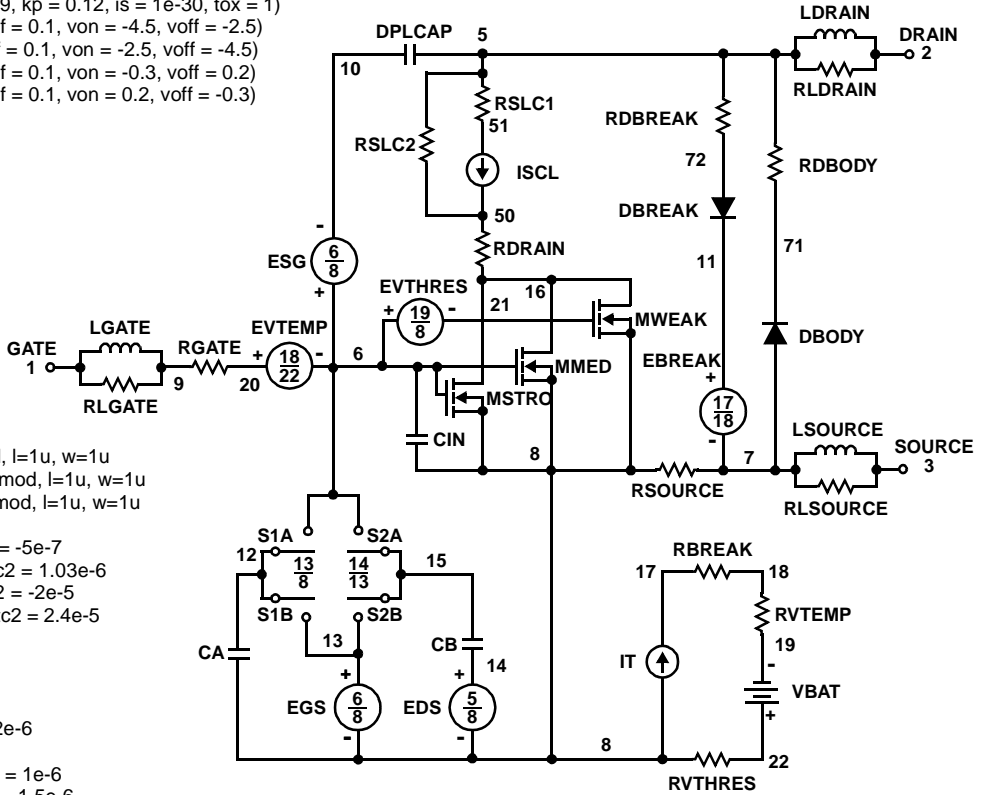 9, kp = 0.12, is = 1e-30, tox = 1)
f = 0.1, von = -4.5, voff = -2.5)
f = 0.1, von = -2.5, voff = -4.5)
f = 0.1, von = -0.3, voff = 0.2)
f = 0.1, von = 0.2, voff = -0.3)
LDRAIN
DPLCAP 5 DRAIN
10 2
RLDRAIN
RSLC1
51
RSLC2
ISCL
RDBREAK
72
RDBODY
50
DBREAK
RDRAIN
11 71
ESG 6/8
- +
EVTHRES
+ 19/8 -
21 16
MWEAK
LGATE
EVTEMP
GATE
1
RGATE
+ 18/22 -
6
9 20
RLGATE
MMED
MSTRO
EBREAK
DBODY
+
17/18
-
CIN
LSOURCE
SOURCE
8 7 3
RSOURCE
RLSOURCE
, l=1u, w=1u
mod, l=1u, w=1u
mod, l=1u, w=1u
= -5e-7
c2 = 1.03e-6
2 = -2e-5
c2 = 2.4e-5
S1A S2A
12 13/8 14/13 15
S1B S2B
13
CA CB
14
+ +
EGS 6/8 EDS 5/8
- -
RBREAK
17 18
RVTEMP
19
IT
-
VBAT
+
8 22
RVTHRES
2e-6
= 1e-6